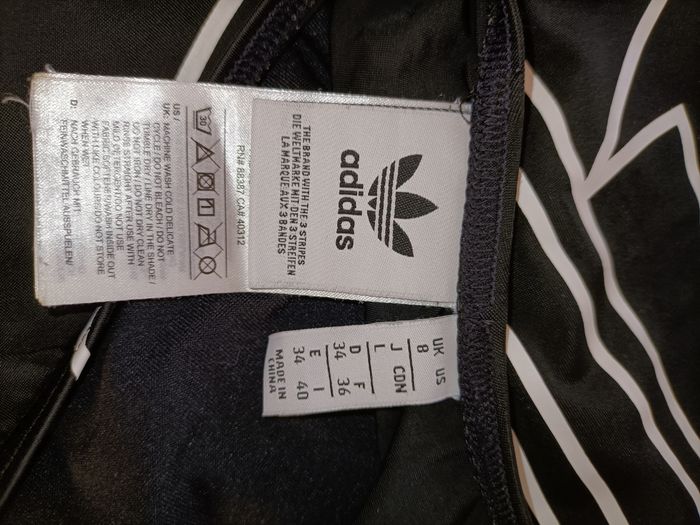 adidas
THE BRAND WITH THE 3 STRIPES
DIE WELTMARKE MIT DEN 3 STREIFEN
LA MARQUE AUX 3 BANDES
RN# 88387, CA# 40312
30
US /
UK: MACHINE WASH COLD DELICATE
CYCLE / DO NOT BLEACH / DO NOT
TUMBLE DRY / LINE DRY IN THE SHADE /
DO NOT IRON / DO NOT DRY CLEAN
RINSE AFTER USE WITH
MILD DETERGENT/DO NOT USE
FABRIC SOFTENER/WASH INSIDE OUT
WITH LIKE COLORS/DO NOT STORE
WHEN WET
D: NACH GEBRAUCH MIT
FEINWASCHMITTEL AUSSPÜLEN/
UK US
8
J CDN
L
D F
34 36
E I
34 40
MADE IN
CHINA